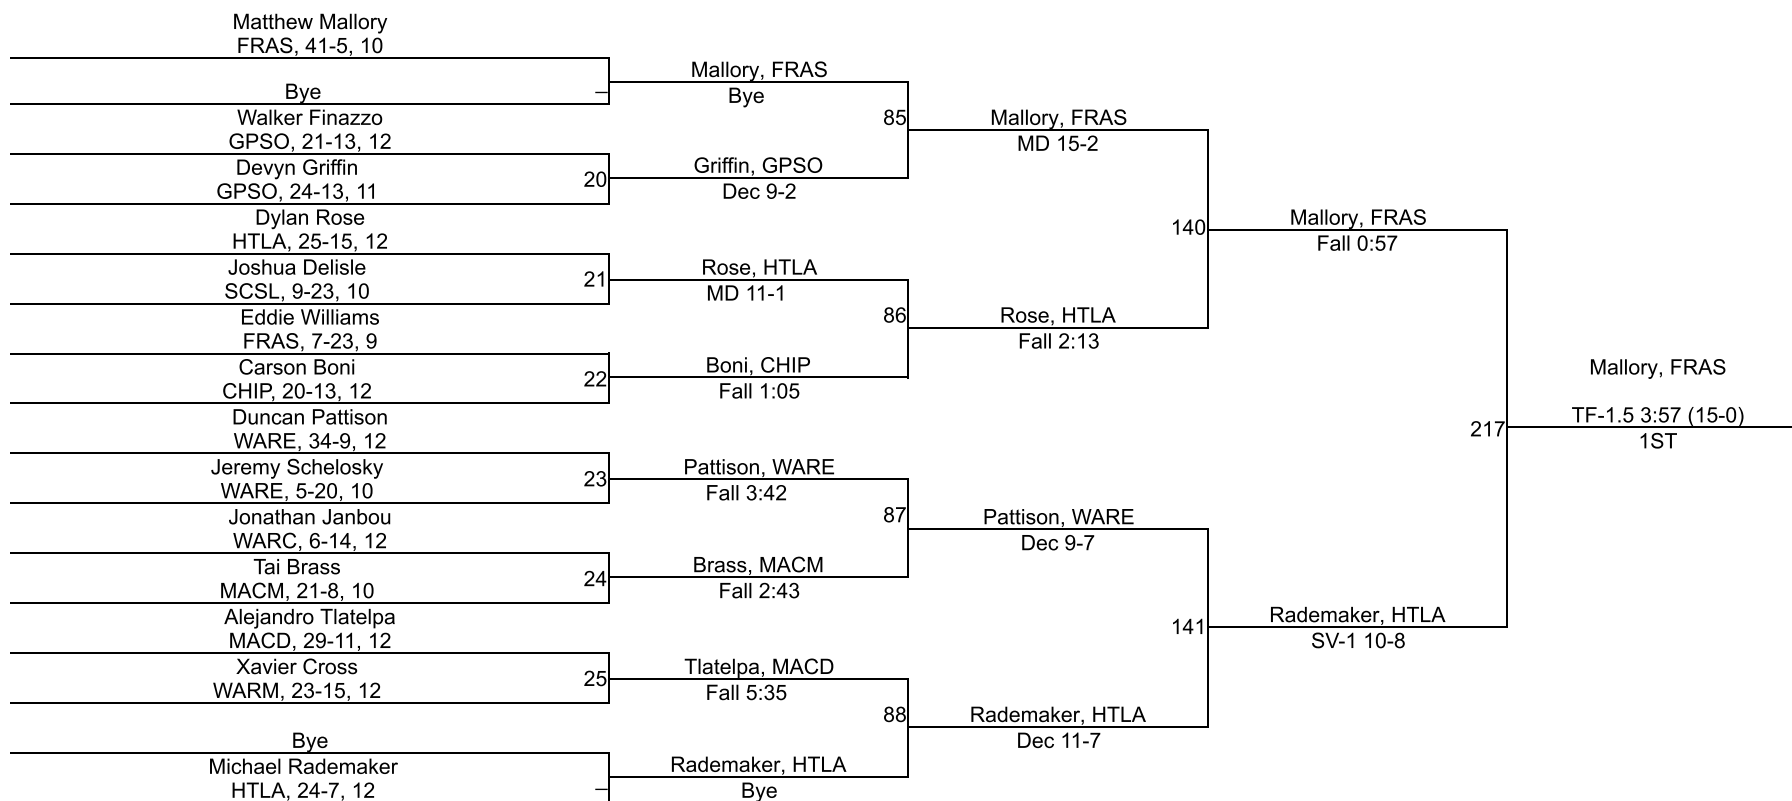 Matthew Mallory
FRAS, 41-5, 10
Bye
Walker Finazzo
GPSO, 21-13, 12
Devyn Griffin
GPSO, 24-13, 11
Dylan Rose
HTLA, 25-15, 12
Joshua Delisle
SCSL, 9-23, 10
Eddie Williams
FRAS, 7-23, 9
Carson Boni
CHIP, 20-13, 12
Duncan Pattison
WARE, 34-9, 12
Jeremy Schelosky
WARE, 5-20, 10
Jonathan Janbou
WARC, 6-14, 12
Tai Brass
MACM, 21-8, 10
Alejandro Tlatelpa
MACD, 29-11, 12
Xavier Cross
WARM, 23-15, 12
Bye
Michael Rademaker
HTLA, 24-7, 12
–
20
21
22
23
24
25
–
Mallory, FRAS
Bye
Griffin, GPSO
Dec 9-2
Rose, HTLA
MD 11-1
Boni, CHIP
Fall 1:05
Pattison, WARE
Fall 3:42
Brass, MACM
Fall 2:43
Tlatelpa, MACD
Fall 5:35
Rademaker, HTLA
Bye
85
86
87
88
Mallory, FRAS
MD 15-2
Rose, HTLA
Fall 2:13
Pattison, WARE
Dec 9-7
Rademaker, HTLA
Dec 11-7
140
141
Mallory, FRAS
Fall 0:57
Rademaker, HTLA
SV-1 10-8
217
Mallory, FRAS
TF-1.5 3:57 (15-0)
1ST